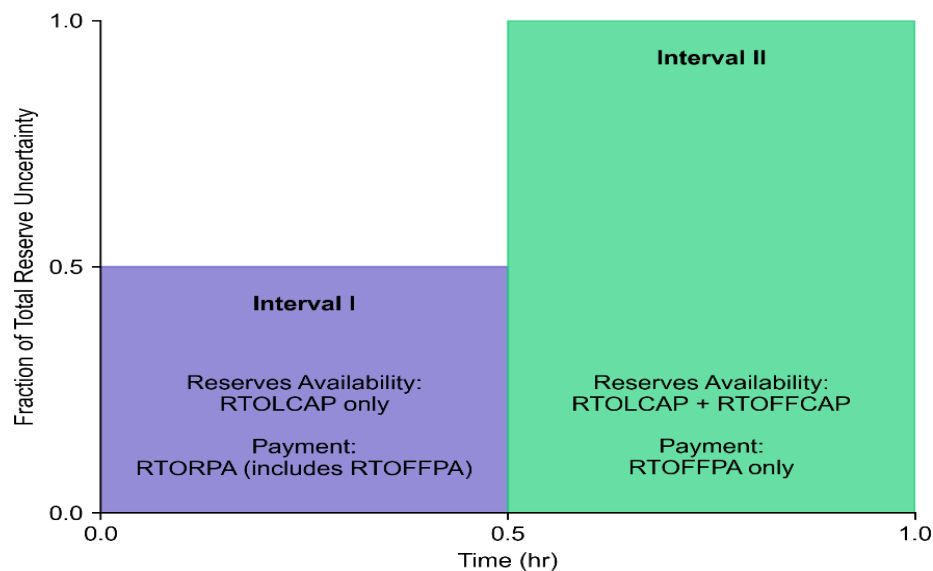 1.0
Interval II
Fraction of Total Reserve Uncertainty
0.5
Interval I
Reserves Availability:
RTOLCAP only
Payment:
RTORPA (includes RTOFFPA)
Reserves Availability:
RTOLCAP + RTOFFCAP
Payment:
RTOFFPA only
0.0
0.0
0.5
1.0
Time (hr)